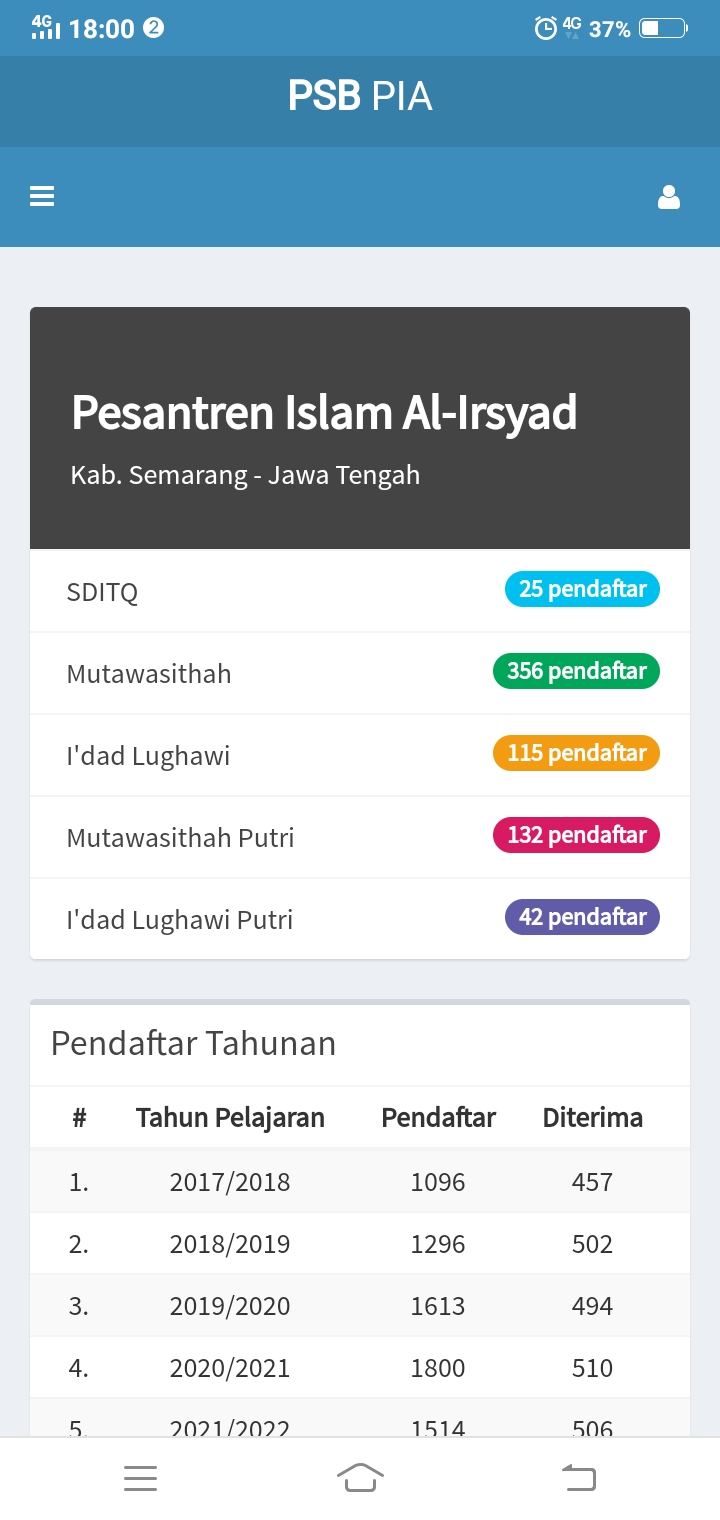 4G 18:00 2 4G 37%
PSB PIA
Pesantren Islam Al-Irsyad
Kab. Semarang - Jawa Tengah
SDITQ 25 pendaftar
Mutawasithah 356 pendaftar
I'dad Lughawi 115 pendaftar
Mutawasithah Putri 132 pendaftar
I'dad Lughawi Putri 42 pendaftar
Pendaftar Tahunan
# Tahun Pelajaran Pendaftar Diterima
1. 2017/2018 1096 457
2. 2018/2019 1296 502
3. 2019/2020 1613 494
4. 2020/2021 1800 510
5. 2021/2022 1514 506